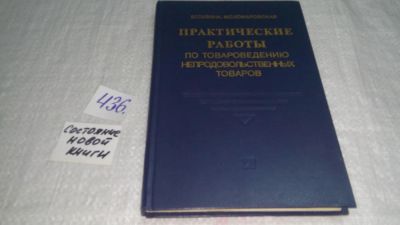 ПРАКТИЧЕСКИЕ
РАБОТЫ
ПО ТОВАРОВЕДЕНИЮ
НЕПРОДОВОЛЬСТВЕННЫХ
ТОВАРОВ
436.
Состояние
новой
книги